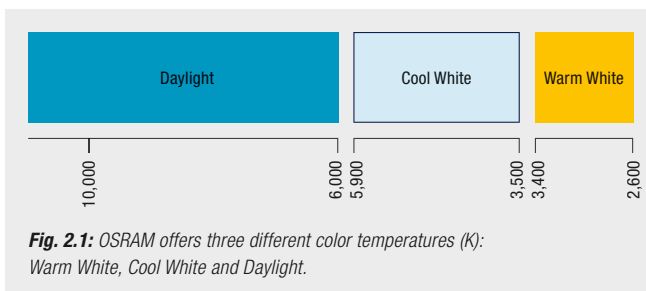 Daylight
Cool White
Warm White
10,000
6,000
5,900
3,500
3,400
2,600
Fig. 2.1: OSRAM offers three different color temperatures (K):
Warm White, Cool White and Daylight.